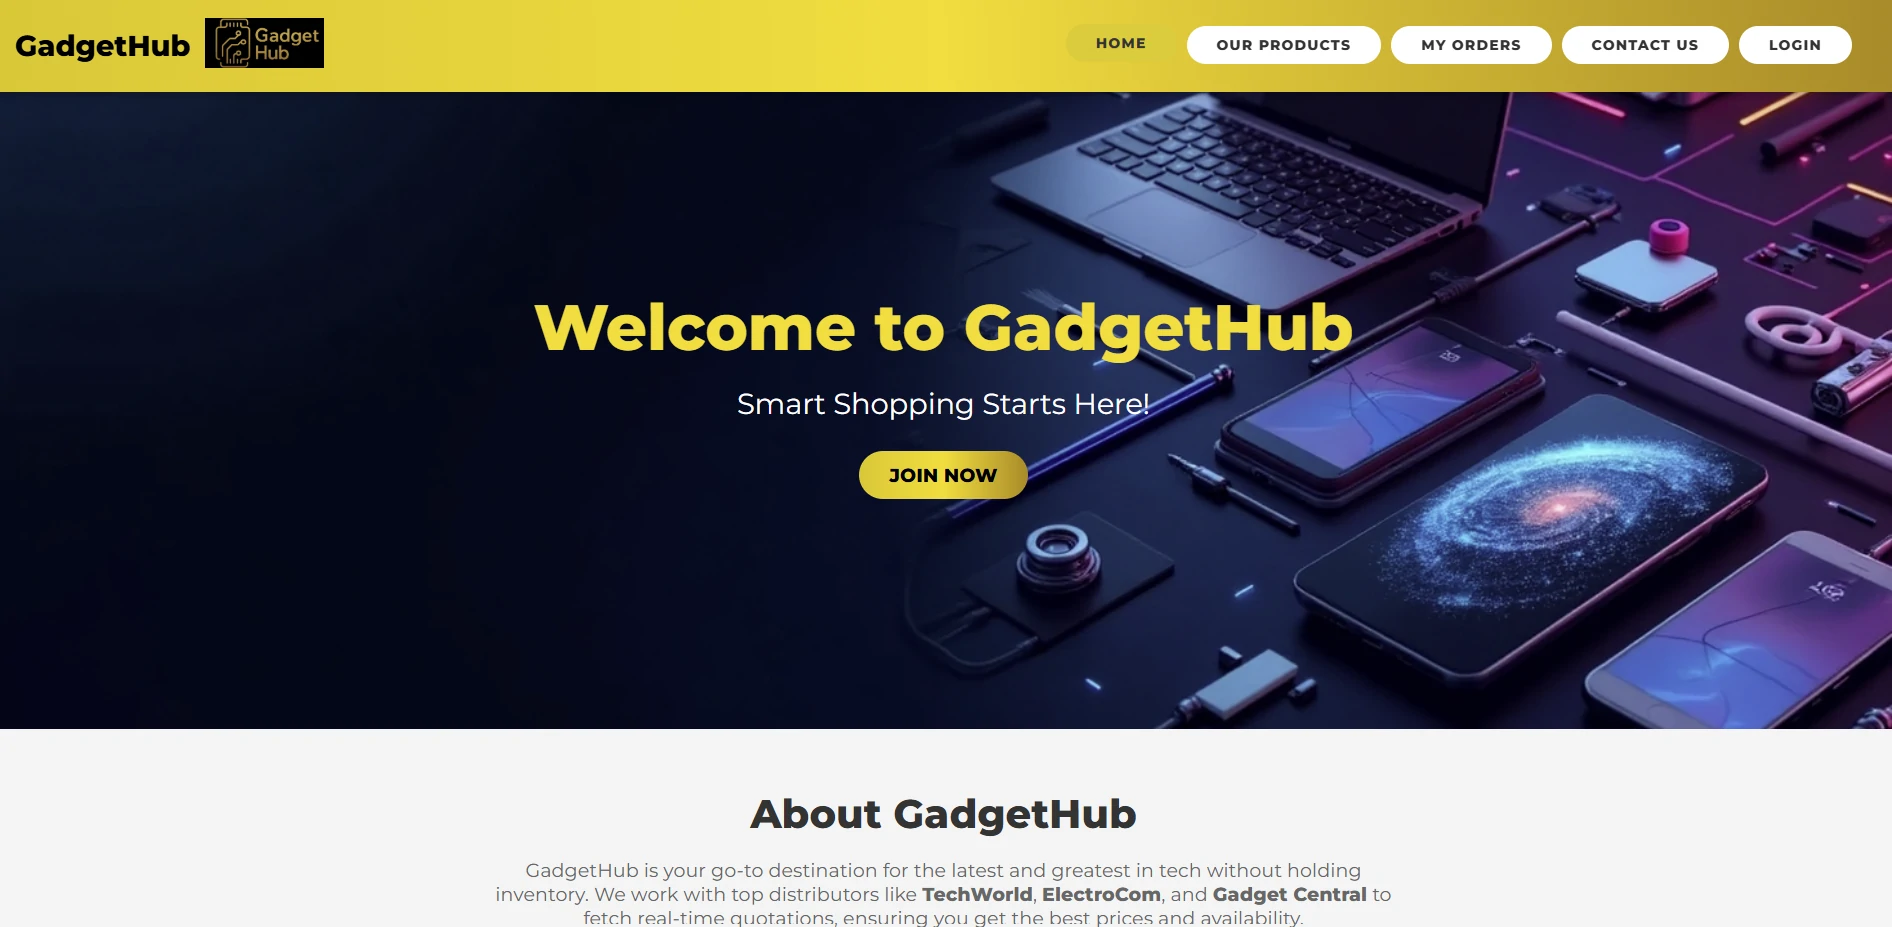 GadgetHub
Gadget
Hub
HOME
OUR PRODUCTS
MY ORDERS
CONTACT US
LOGIN
Welcome to GadgetHub
Smart Shopping Starts Here!
JOIN NOW
About GadgetHub
GadgetHub is your go-to destination for the latest and greatest in tech without holding
inventory. We work with top distributors like TechWorld, ElectroCom, and Gadget Central to
fetch real-time quotations, ensuring you get the best prices and availability.